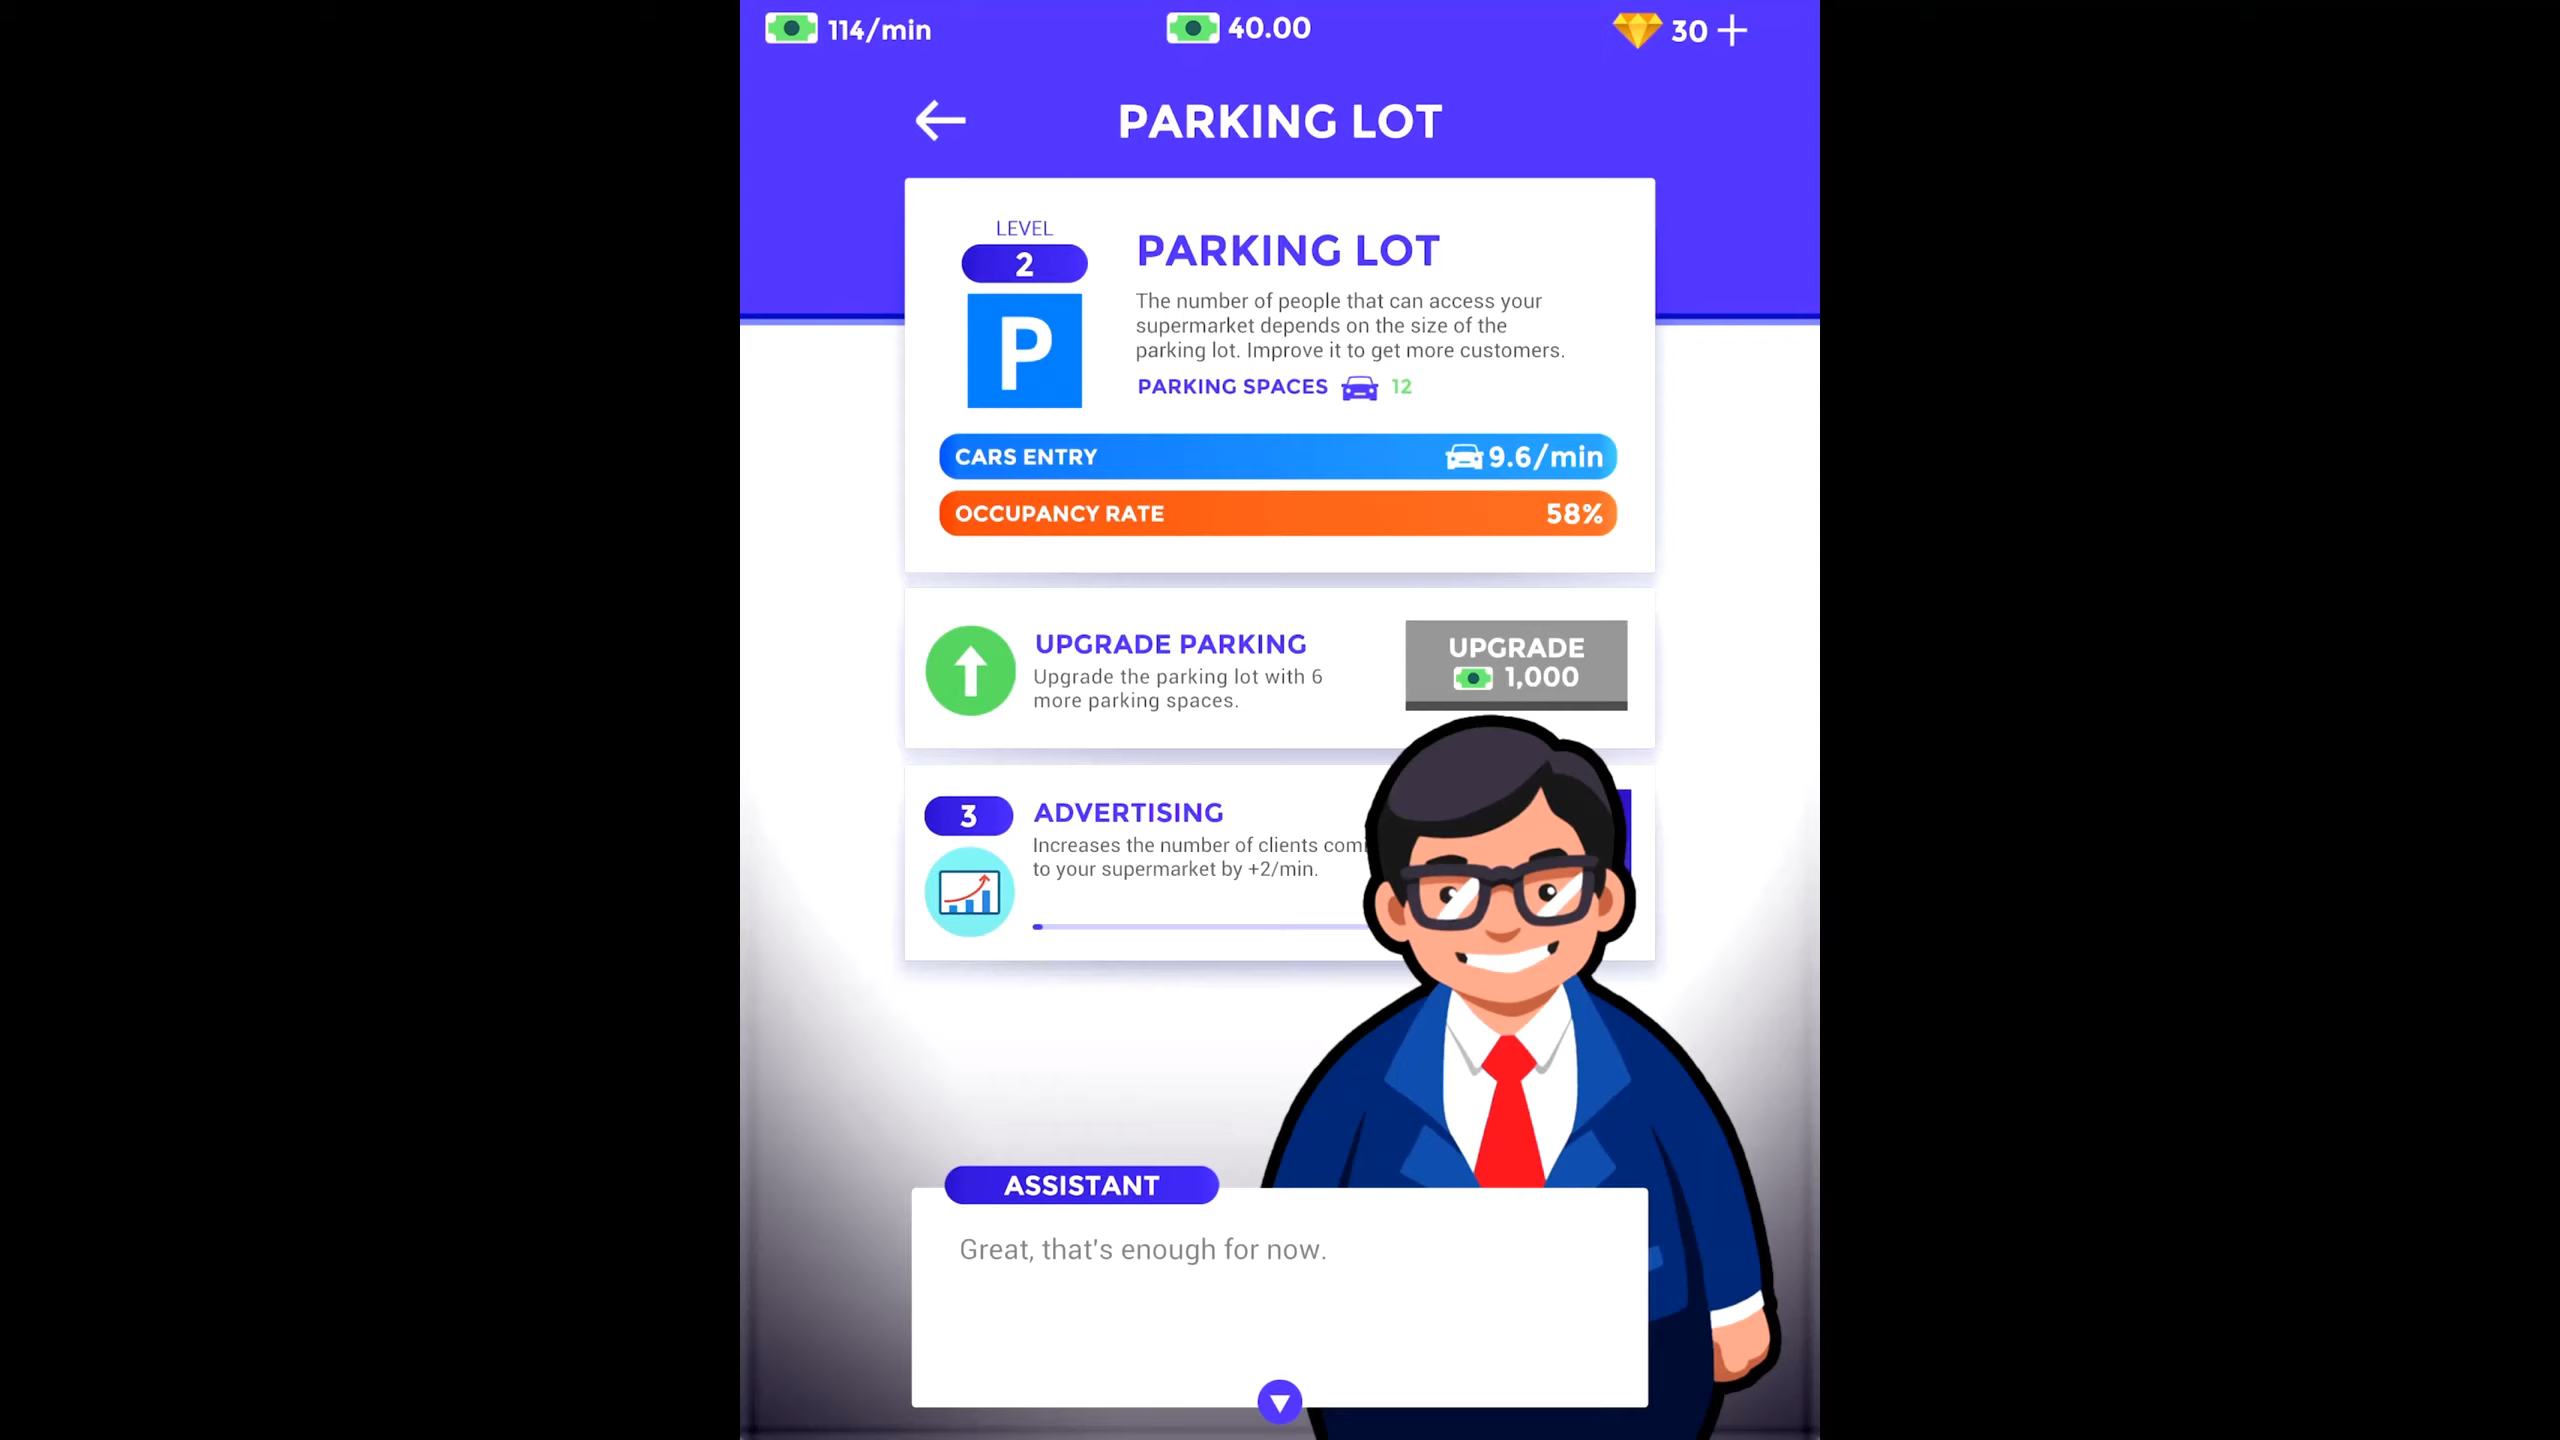 114/min
40.00
30
PARKING LOT
LEVEL
2
P
PARKING LOT
The number of people that can access your
supermarket depends on the size of the
parking lot. Improve it to get more customers.
PARKING SPACES 12
CARS ENTRY 9.6/min
OCCUPANCY RATE 58%
UPGRADE PARKING
Upgrade the parking lot with 6
more parking spaces.
UPGRADE
1,000
3
ADVERTISING
Increases the number of clients comi
to your supermarket by +2/min.
ASSISTANT
Great, that's enough for now.